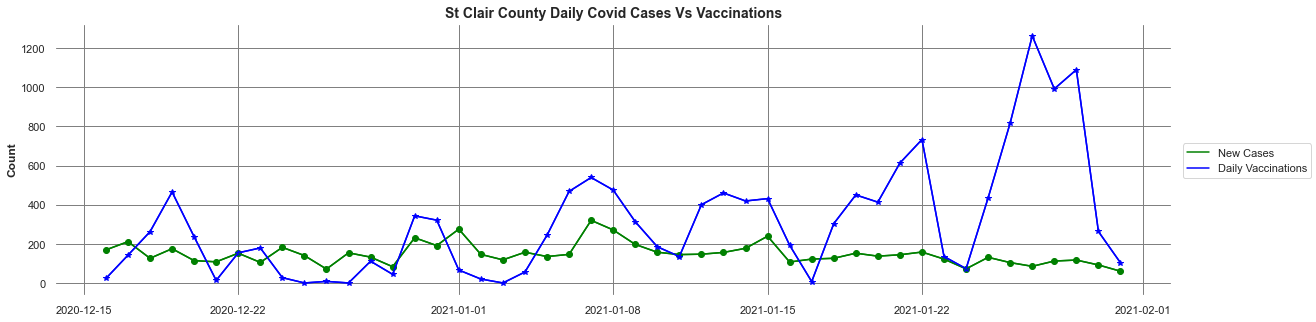 St Clair County Daily Covid Cases Vs Vaccinations
1200
1000
800
600
400
200
0
Count
New Cases
Daily Vaccinations
2020-12-15 2020-12-22 2021-01-01 2021-01-08 2021-01-15 2021-01-22 2021-02-01